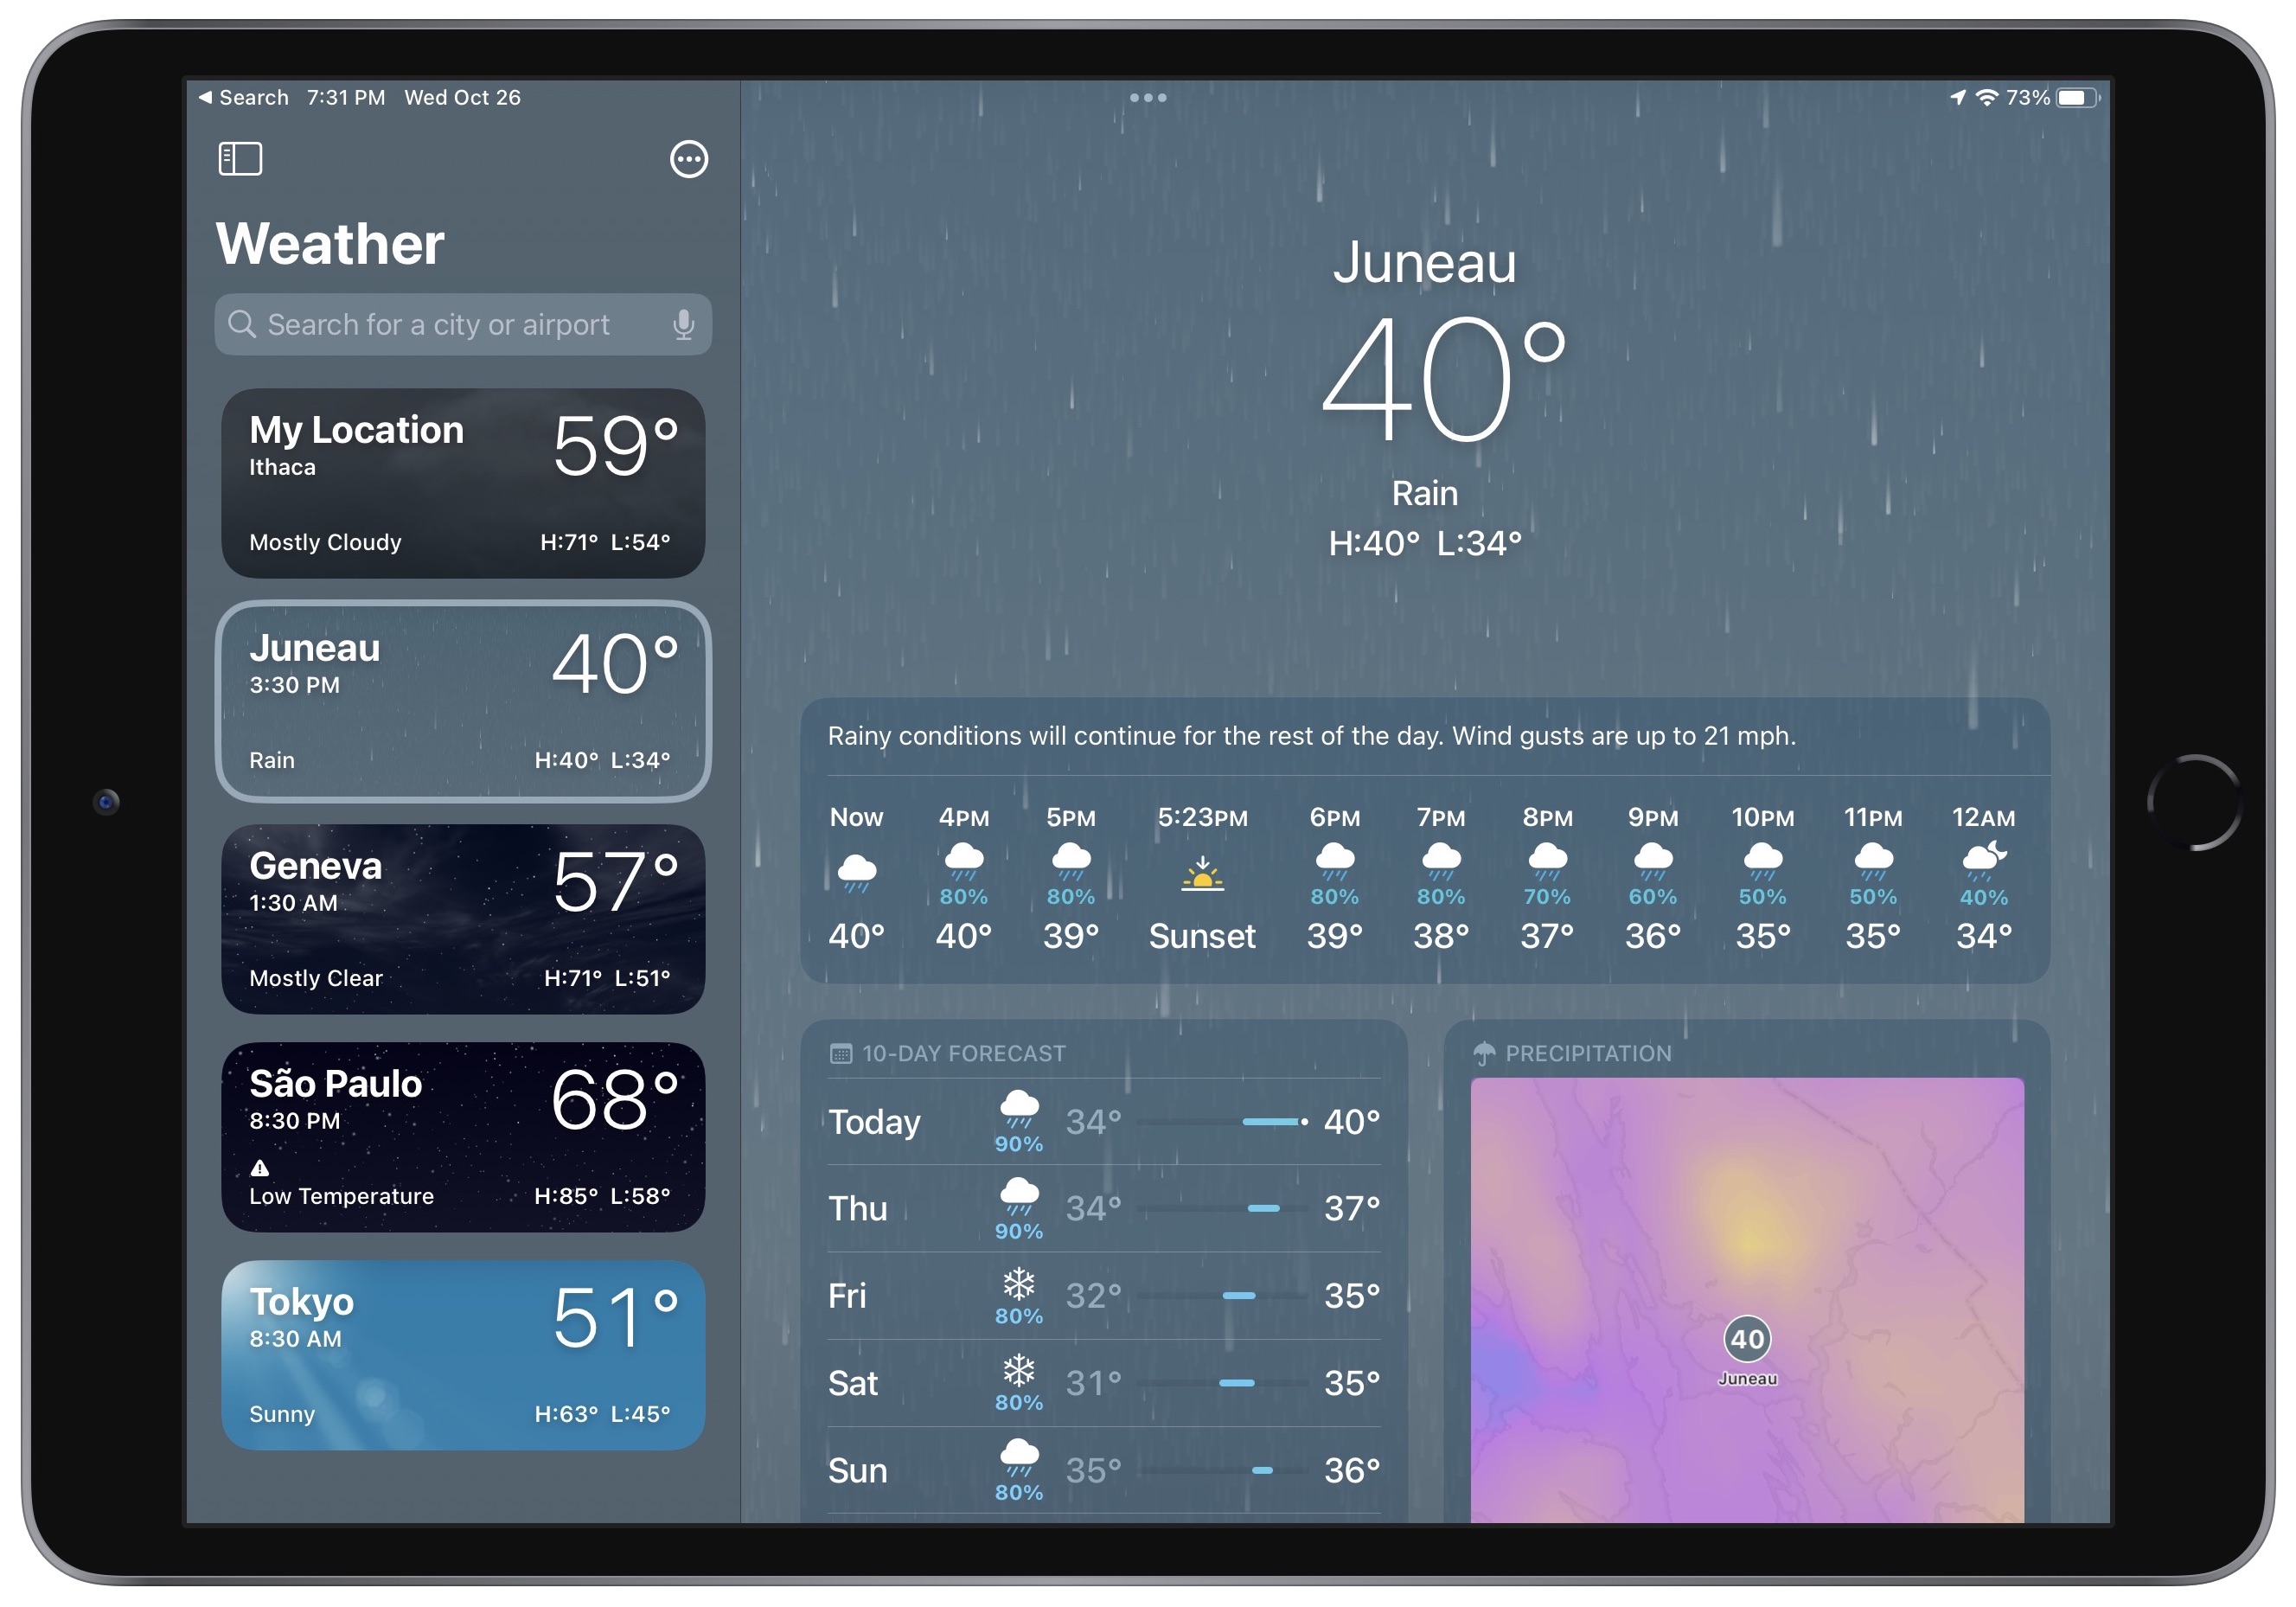 Search 7:31 PM Wed Oct 26
73%
Weather
Search for a city or airport
My Location 59°
Ithaca
Mostly Cloudy H:71° L:54°
Juneau 40°
3:30 PM
Rain H:40° L:34°
Geneva 57°
1:30 AM
Mostly Clear H:71° L:51°
São Paulo 68°
8:30 PM
Low Temperature H:85° L:58°
Tokyo 51°
8:30 AM
Sunny H:63° L:45°
Juneau
40°
Rain
H:40° L:34°
Rainy conditions will continue for the rest of the day. Wind gusts are up to 21 mph.
Now 4PM 5PM 5:23PM 6PM 7PM 8PM 9PM 10PM 11PM 12AM
80% 80% 80% 80% 70% 60% 50% 50% 40%
40° 40° 39° Sunset 39° 38° 37° 36° 35° 35° 34°
10-DAY FORECAST
Today 90% 34° 40°
Thu 90% 34° 37°
Fri 80% 32° 35°
Sat 80% 31° 35°
Sun 80% 35° 36°
PRECIPITATION
40
Juneau